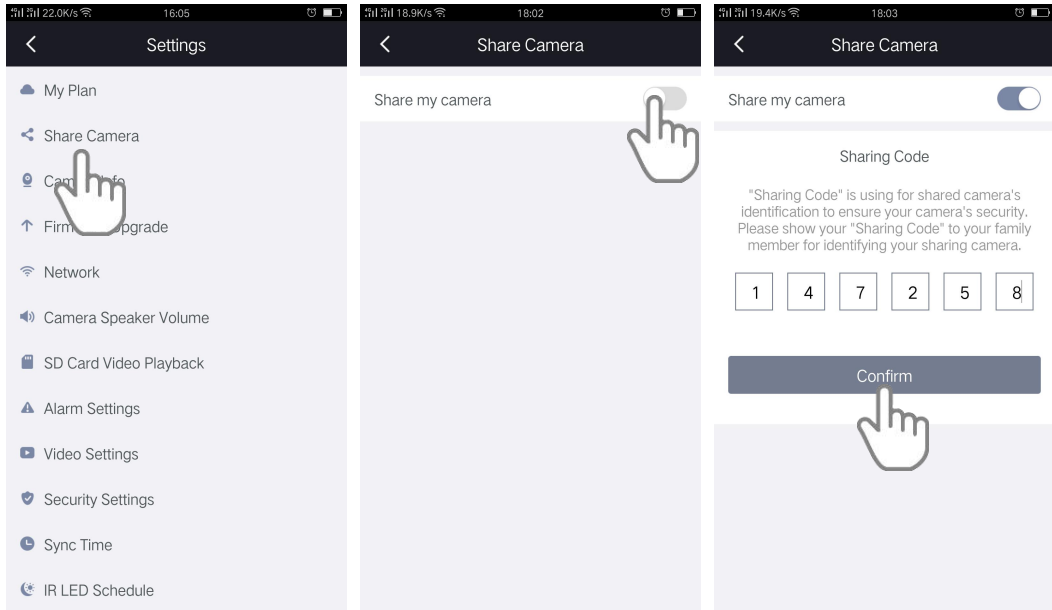 22.0K/s
16:05
Settings
My Plan
Share Camera
Cam
Info
Firm
pgrade
Network
Camera Speaker Volume
SD Card Video Playback
Alarm Settings
Video Settings
Security Settings
Sync Time
IR LED Schedule
18.9K/s
18:02
Share Camera
Share my camera
19.4K/s
18:03
Share Camera
Share my camera
Sharing Code
"Sharing Code" is using for shared camera's
identification to ensure your camera's security.
Please show your "Sharing Code" to your family
member for identifying your sharing camera.
1 4 7 2 5 8
Confirm